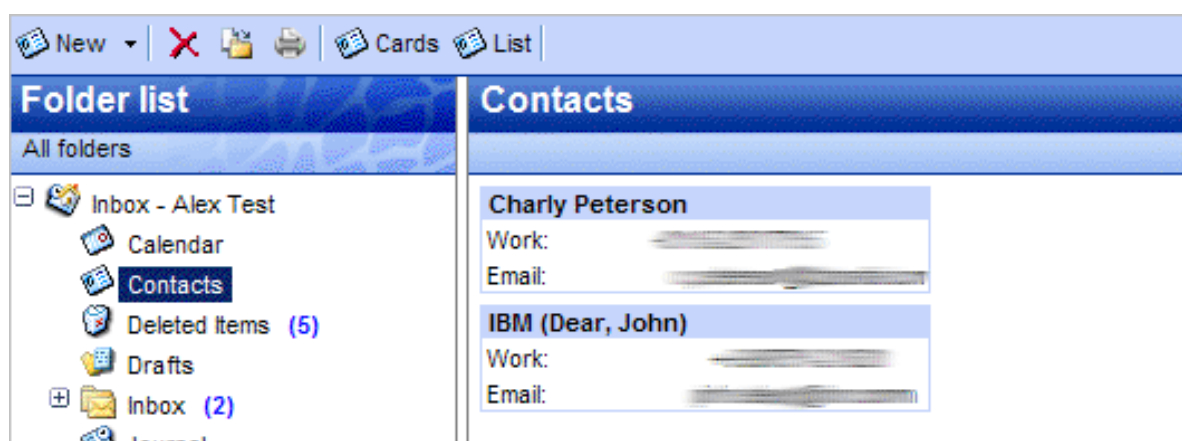 New Cards List
Folder list
All folders
Inbox - Alex Test
Calendar
Contacts
Deleted Items (5)
Drafts
Inbox (2)
Journal
Contacts
Charly Peterson
Work:
Email:
IBM (Dear, John)
Work:
Email: